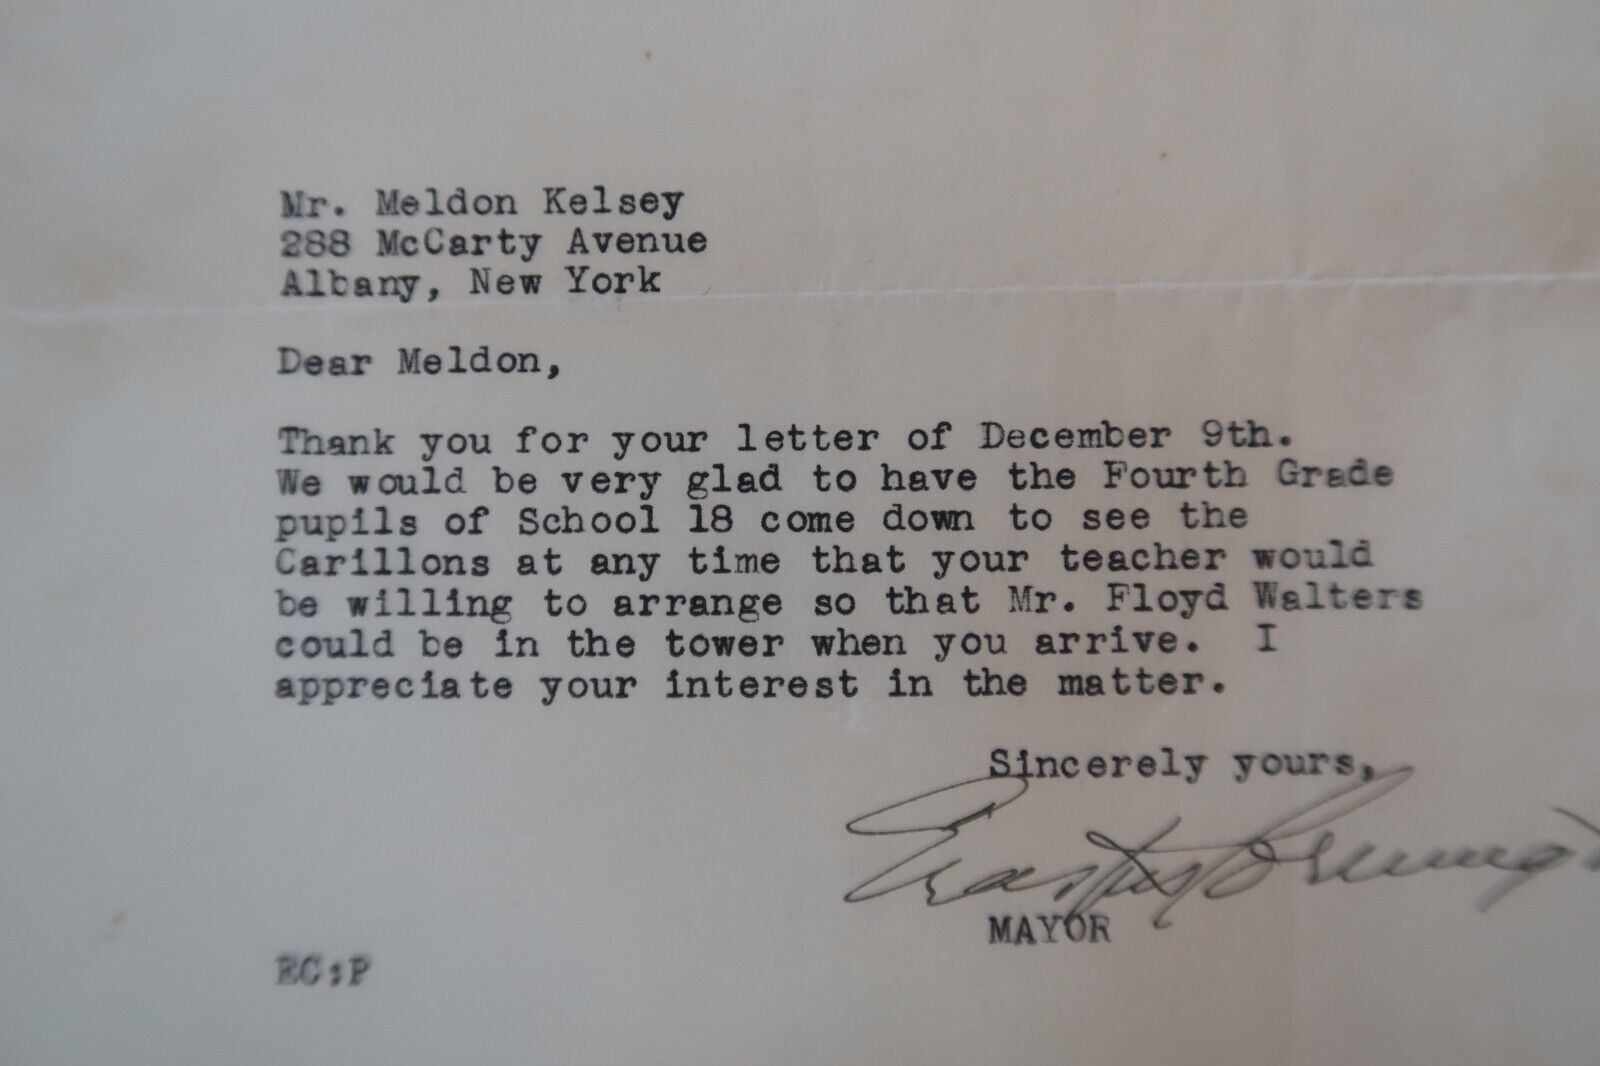 Mr. Meldon Kelsey
288 McCarty Avenue
Albany, New York
Dear Meldon,
Thank you for your letter of December 9th.
We would be very glad to have the Fourth Grade
pupils of School 18 come down to see the
Carillons at any time that your teacher would
be willing to arrange so that Mr. Floyd Walters
could be in the tower when you arrive. I
appreciate your interest in the matter.
Sincerely yours,
Erastus Corning
MAYOR
EC:P